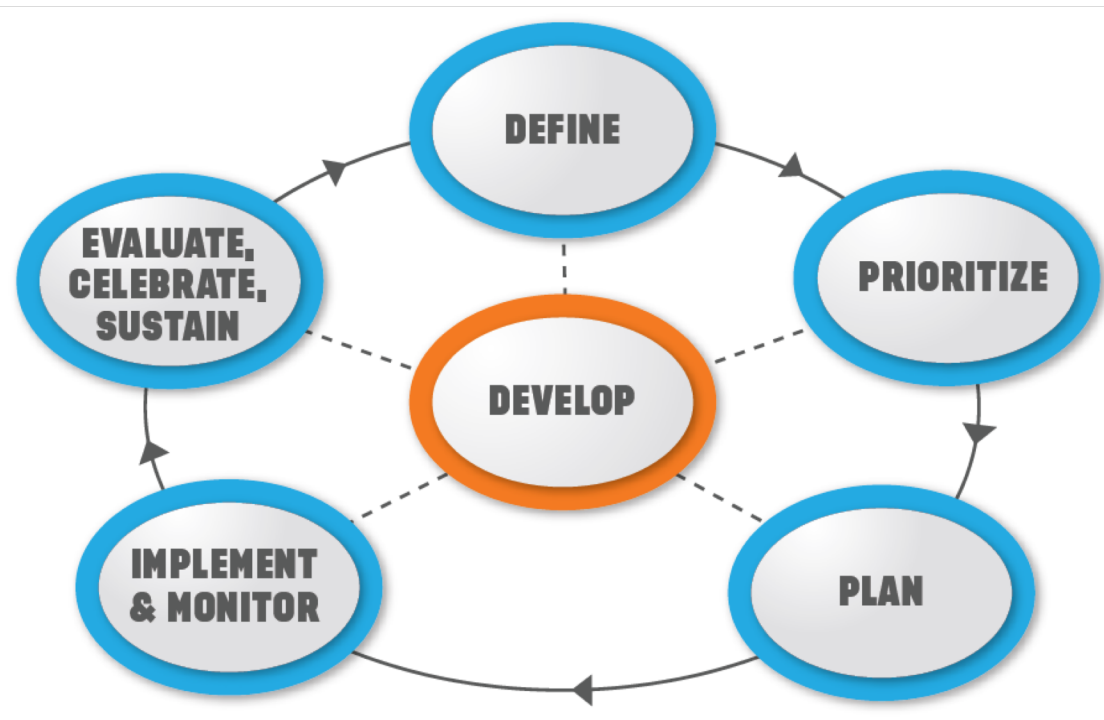 DEFINE
PRIORITIZE
PLAN
IMPLEMENT
& MONITOR
EVALUATE,
CELEBRATE,
SUSTAIN
DEVELOP